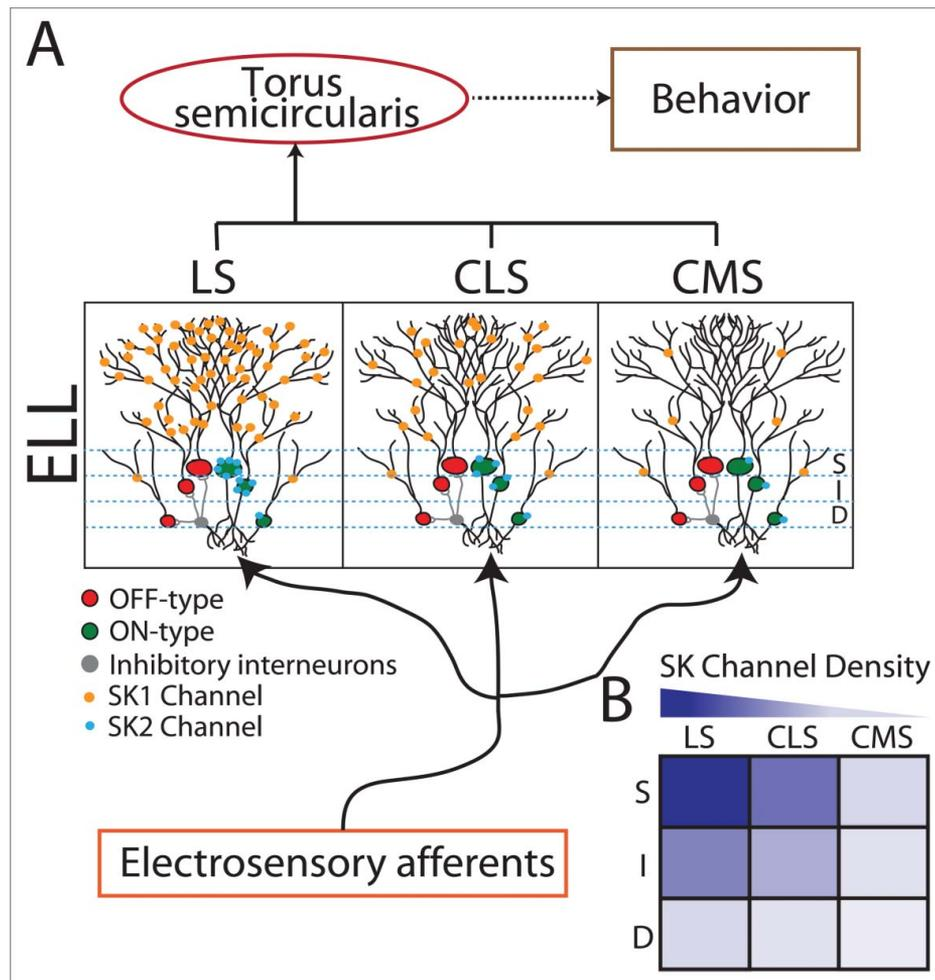 A
Torus
semicircularis
Behavior
LS
CLS
CMS
ELL
S
I
D
OFF-type
ON-type
Inhibitory interneurons
SK1 Channel
SK2 Channel
Electrosensory afferents
B
SK Channel Density
LS
CLS
CMS
S
I
D